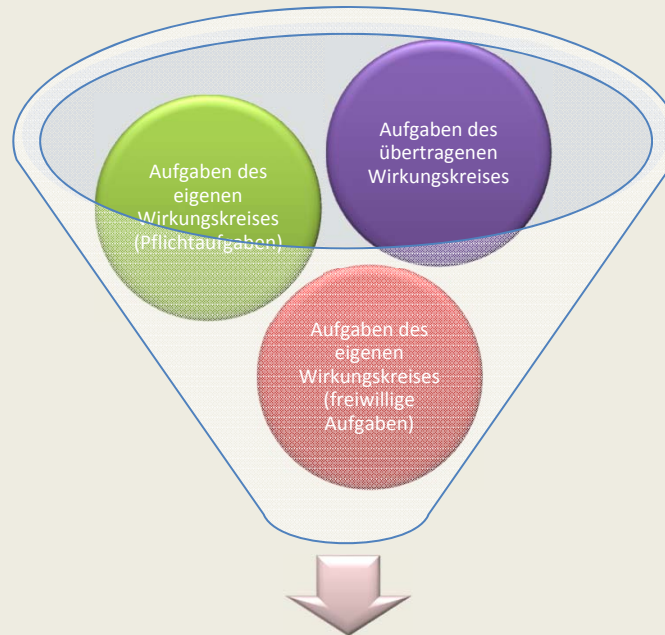 Aufgaben des
eigenen
Wirkungskreises
(Pflichtaufgaben)
Aufgaben des
übertragenen
Wirkungskreises
Aufgaben des
eigenen
Wirkungskreises
(freiwillige
Aufgaben)